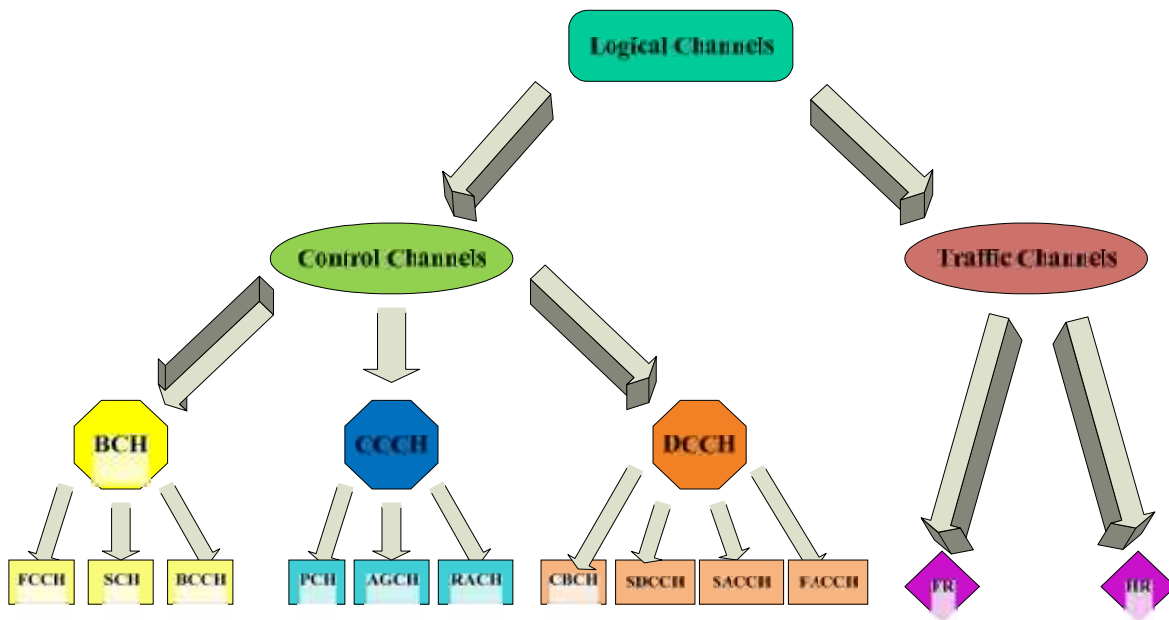 Logical Channels
Control Channels
Traffic Channels
BCH
CCCH
DCCH
FCCH
SCH
BCCH
PCH
AGCH
RACH
CBCH
SDCCH
SACCH
FACCH
FR
HR